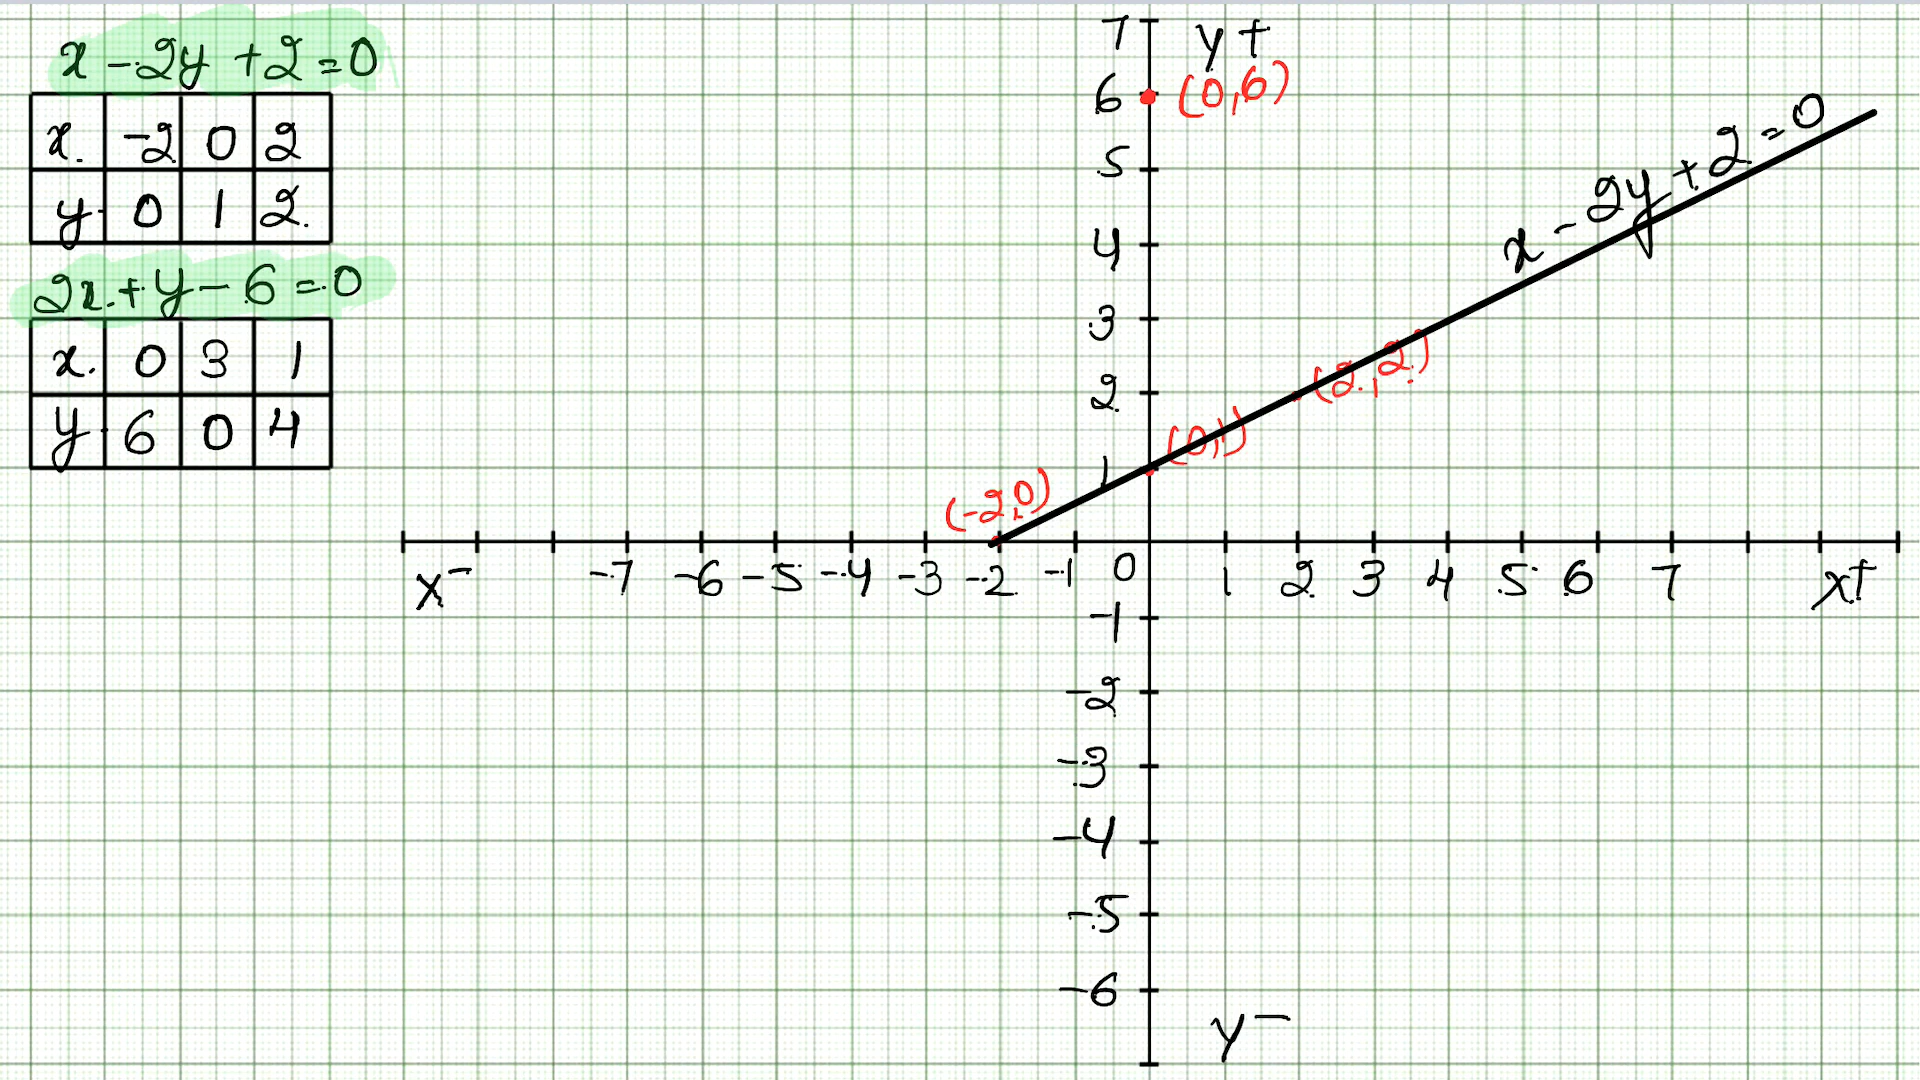 x - 2y + 2 = 0
x -2 0 2
y 0 1 2
2x + y - 6 = 0
x 0 3 1
y 6 0 4
y+
7
6 (0,6)
5
4
3
2
1
x - 2y + 2 = 0
(2,2)
(0,1)
(-2,0)
x- -7 -6 -5 -4 -3 -2 -1 0 1 2 3 4 5 6 7 x+
-1
-2
-3
-4
-5
-6
y-